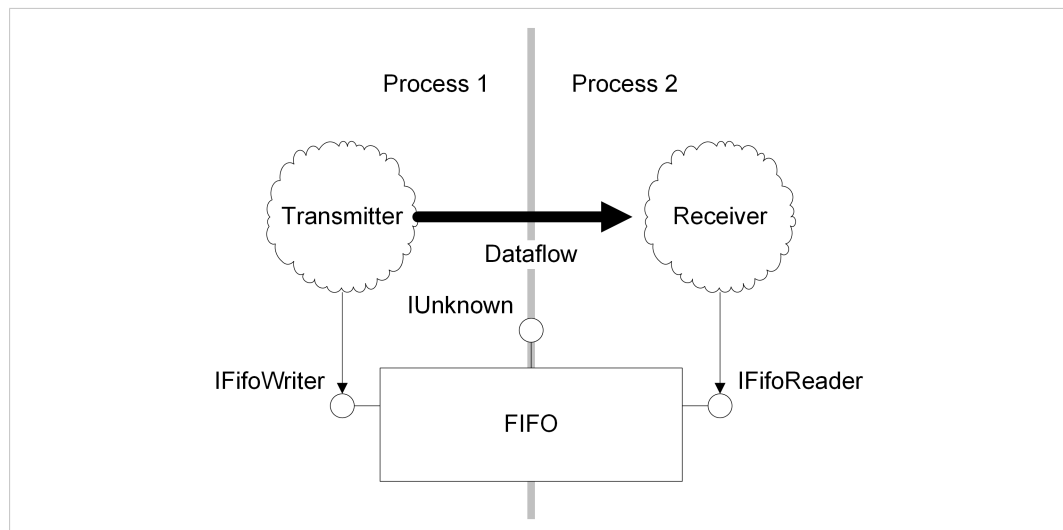 Process 1
Process 2
Transmitter
Receiver
Dataflow
IUnknown
IFifoWriter
IFifoReader
FIFO